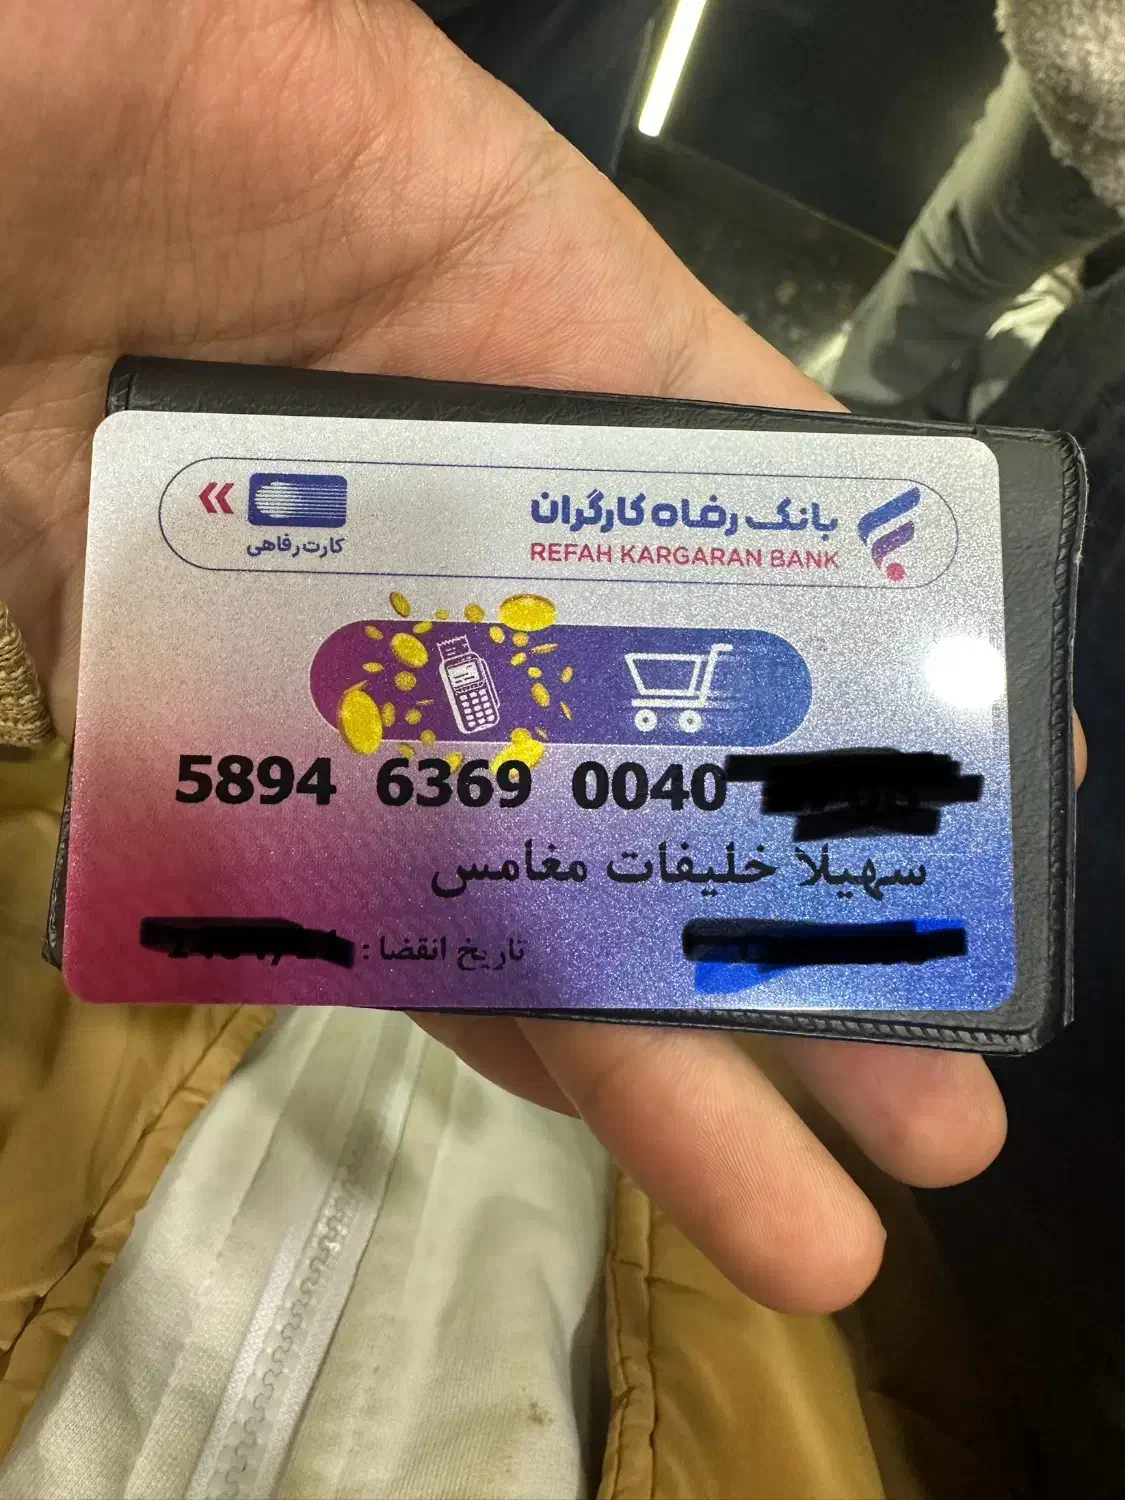 بانک رفاه کارگران
REFAH KARGARAN BANK
کارت رفاهی
5894 6369 0040
سهیلا خلیفات مغامس
تاریخ انقضا :